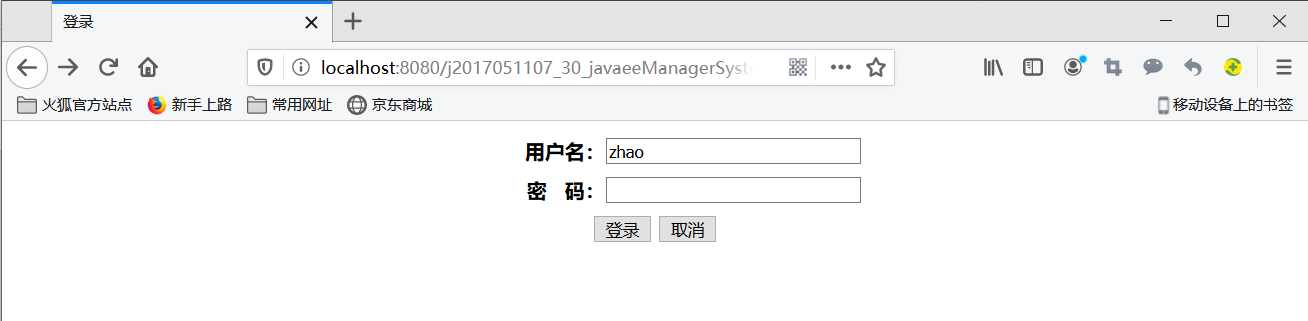 登录
localhost:8080/j2017051107_30_javaeeManagerSyst
火狐官方站点 新手上路 常用网址 京东商城 移动设备上的书签
用户名： zhao
密 码：
登录 取消